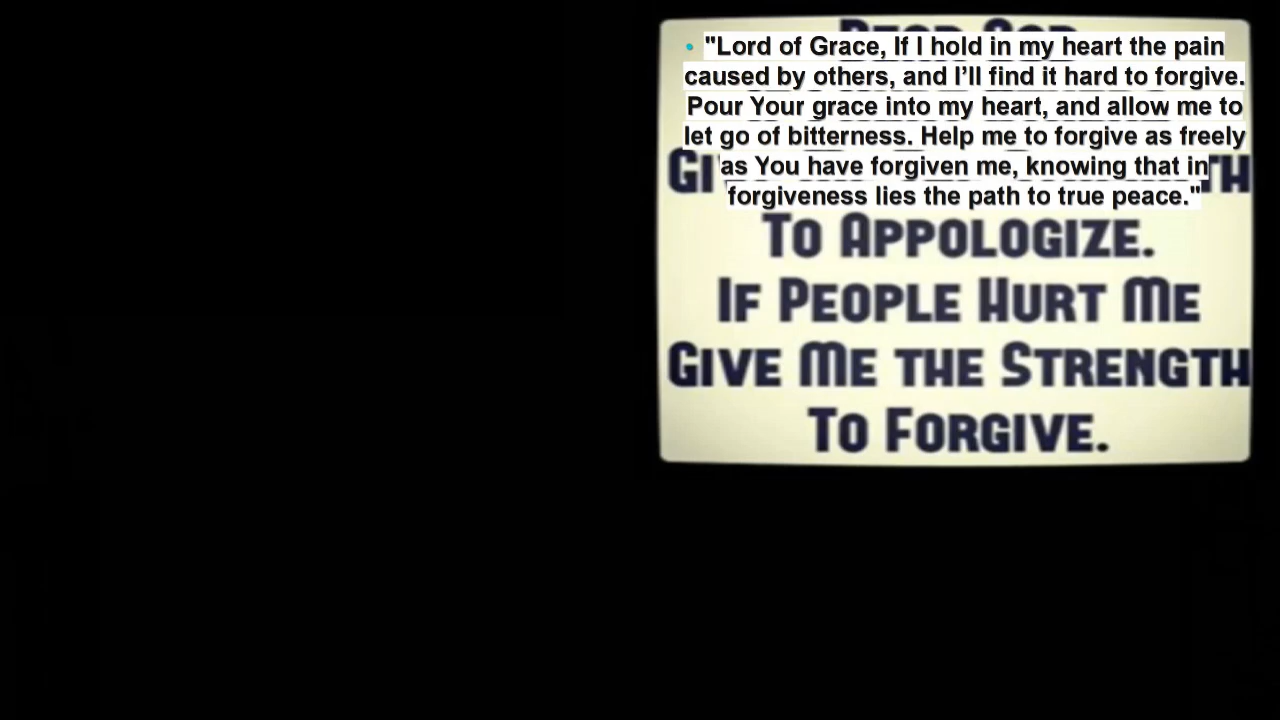 • "Lord of Grace, If I hold in my heart the pain
caused by others, and I’ll find it hard to forgive.
Pour Your grace into my heart, and allow me to
let go of bitterness. Help me to forgive as freely
as You have forgiven me, knowing that in
forgiveness lies the path to true peace."
To Appologize.
If People Hurt Me
Give Me the Strength
To Forgive.